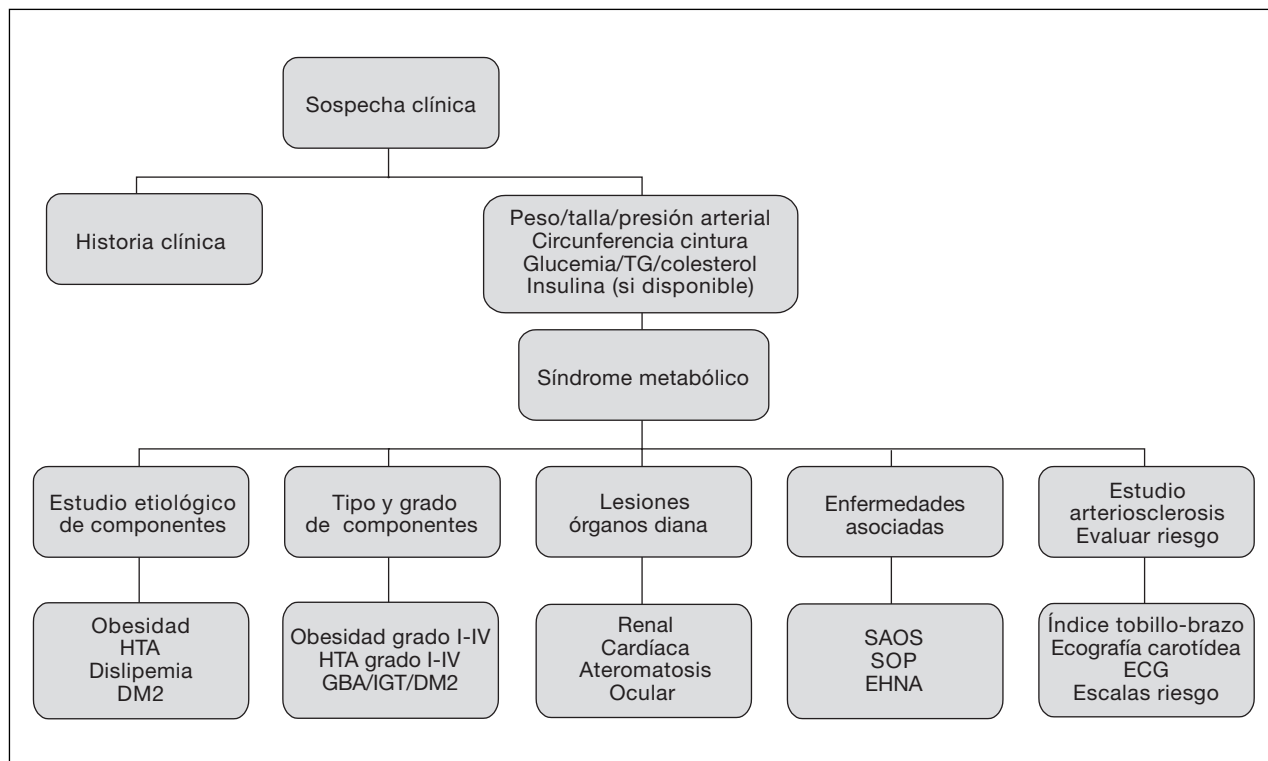 Sospecha clínica
Historia clínica
Peso/talla/presión arterial
Circunferencia cintura
Glucemia/TG/colesterol
Insulina (si disponible)
Síndrome metabólico
Estudio etiológico
de componentes
Tipo y grado
de componentes
Lesiones
órganos diana
Enfermedades
asociadas
Estudio
arteriosclerosis
Evaluar riesgo
Obesidad
HTA
Dislipemia
DM2
Obesidad grado I-IV
HTA grado I-IV
GBA/IGT/DM2
Renal
Cardíaca
Ateromatosis
Ocular
SAOS
SOP
EHNA
Índice tobillo-brazo
Ecografía carotídea
ECG
Escalas riesgo